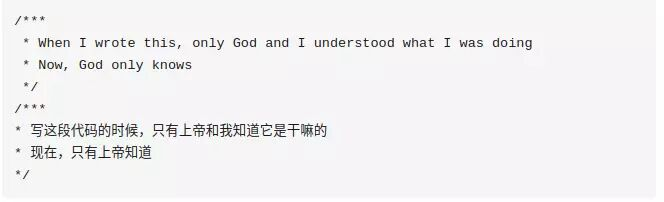 /***
 * When I wrote this, only God and I understood what I was doing
 * Now, God only knows
 */
/***
* 写这段代码的时候，只有上帝和我知道它是干嘛的
* 现在，只有上帝知道
*/